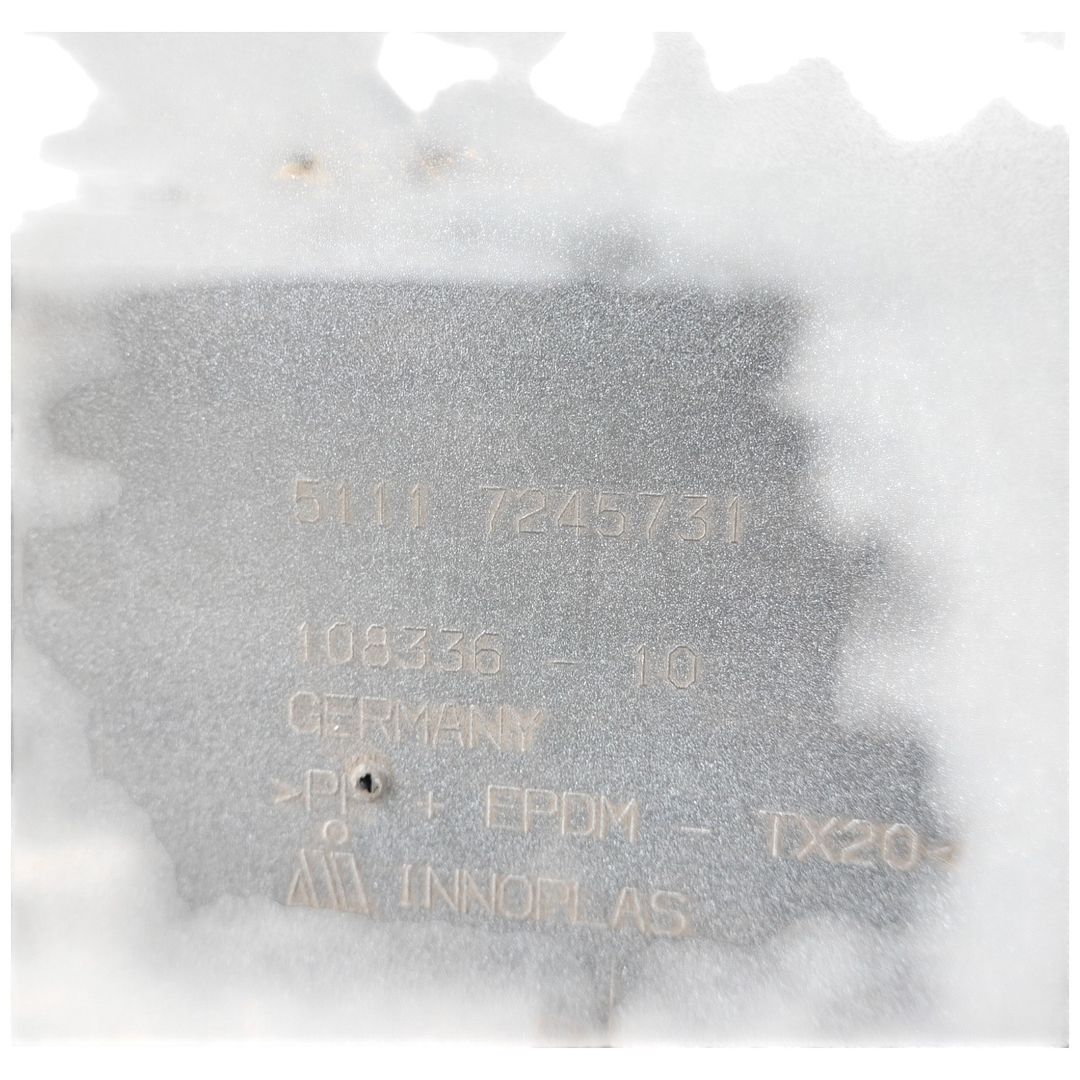 5111 7245731
108336 - 10
GERMANY
>PP + EPDM - TX20<
INNOPLAS